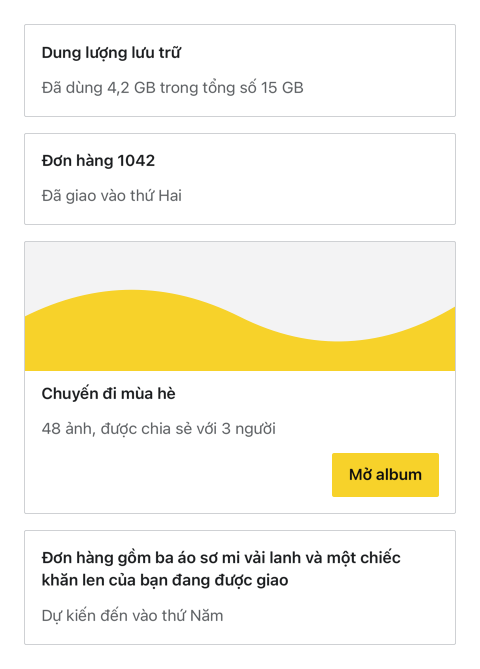 Dung lượng lưu trữ
Đã dùng 4,2 GB trong tổng số 15 GB
Đơn hàng 1042
Đã giao vào thứ Hai
Chuyến đi mùa hè
48 ảnh, được chia sẻ với 3 người
Mở album
Đơn hàng gồm ba áo sơ mi vải lanh và một chiếc
khăn len của bạn đang được giao
Dự kiến đến vào thứ Năm